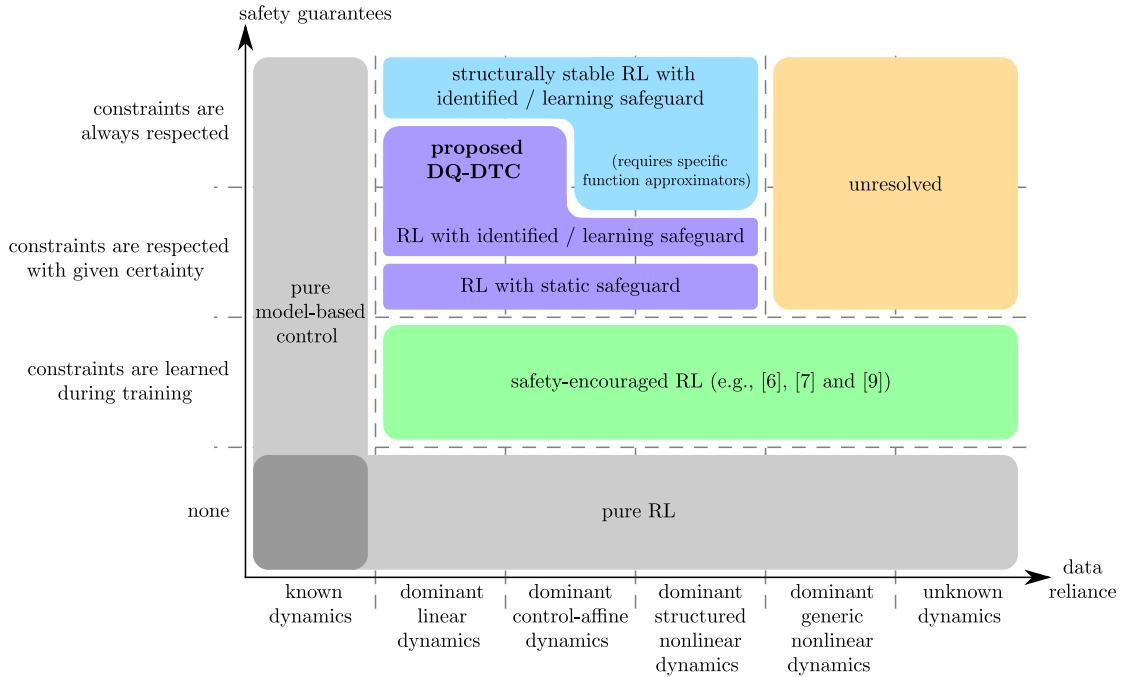 safety guarantees
constraints are
always respected
structurally stable RL with
identified / learning safeguard
proposed
DQ-DTC
(requires specific
function approximators)
unresolved
constraints are respected
with given certainty
RL with identified / learning safeguard
RL with static safeguard
pure
model-based
control
constraints are learned
during training
safety-encouraged RL (e.g., [6], [7] and [9])
none
pure RL
data
reliance
known
dynamics
dominant
linear
dynamics
dominant
control-affine
dynamics
dominant
structured
nonlinear
dynamics
dominant
generic
nonlinear
dynamics
unknown
dynamics